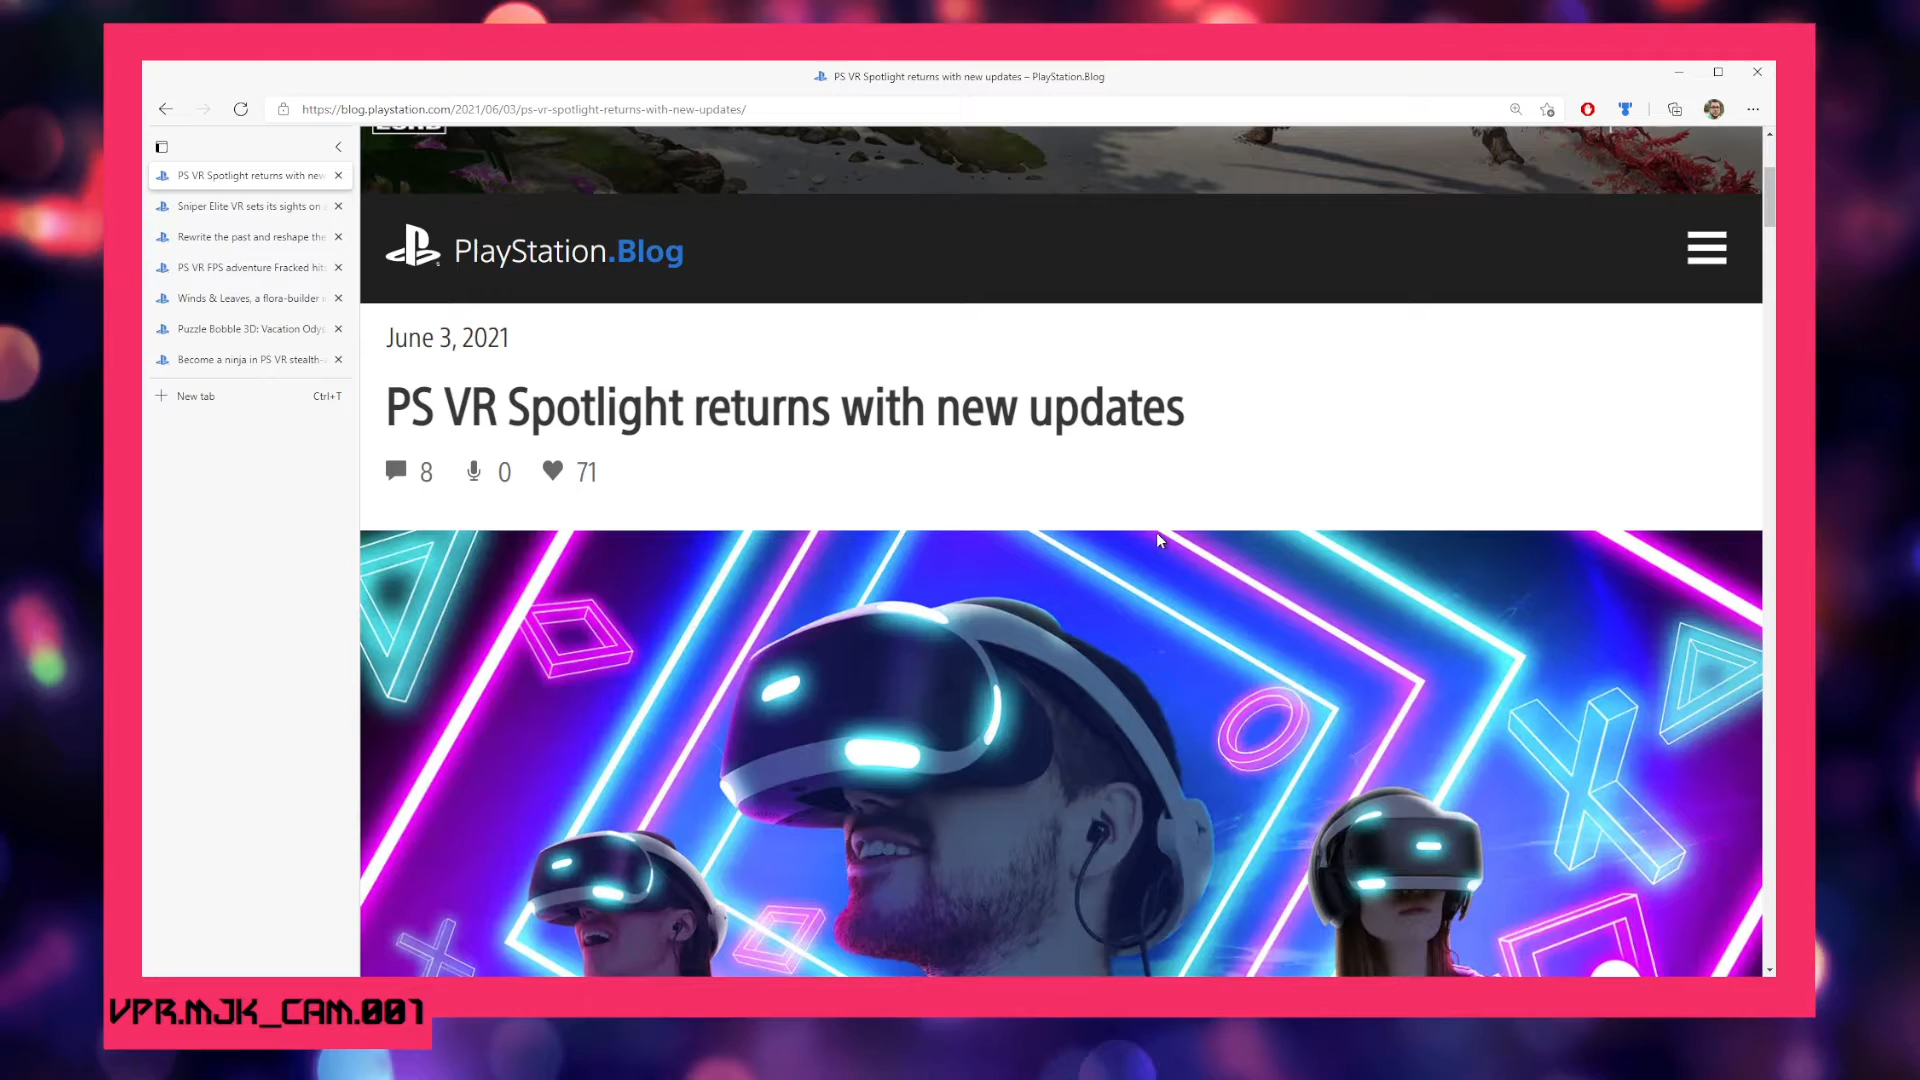 PS VR Spotlight returns with new updates – PlayStation.Blog
https://blog.playstation.com/2021/06/03/ps-vr-spotlight-returns-with-new-updates/
PS VR Spotlight returns with new
Sniper Elite VR sets its sights on
Rewrite the past and reshape the
PS VR FPS adventure Fracked hits
Winds & Leaves, a flora-builder
Puzzle Bobble 3D: Vacation Ody
Become a ninja in PS VR stealth-
New tab Ctrl+T
PlayStation.Blog
June 3, 2021
PS VR Spotlight returns with new updates
8 0 71
VPR.MJK_CAM.001